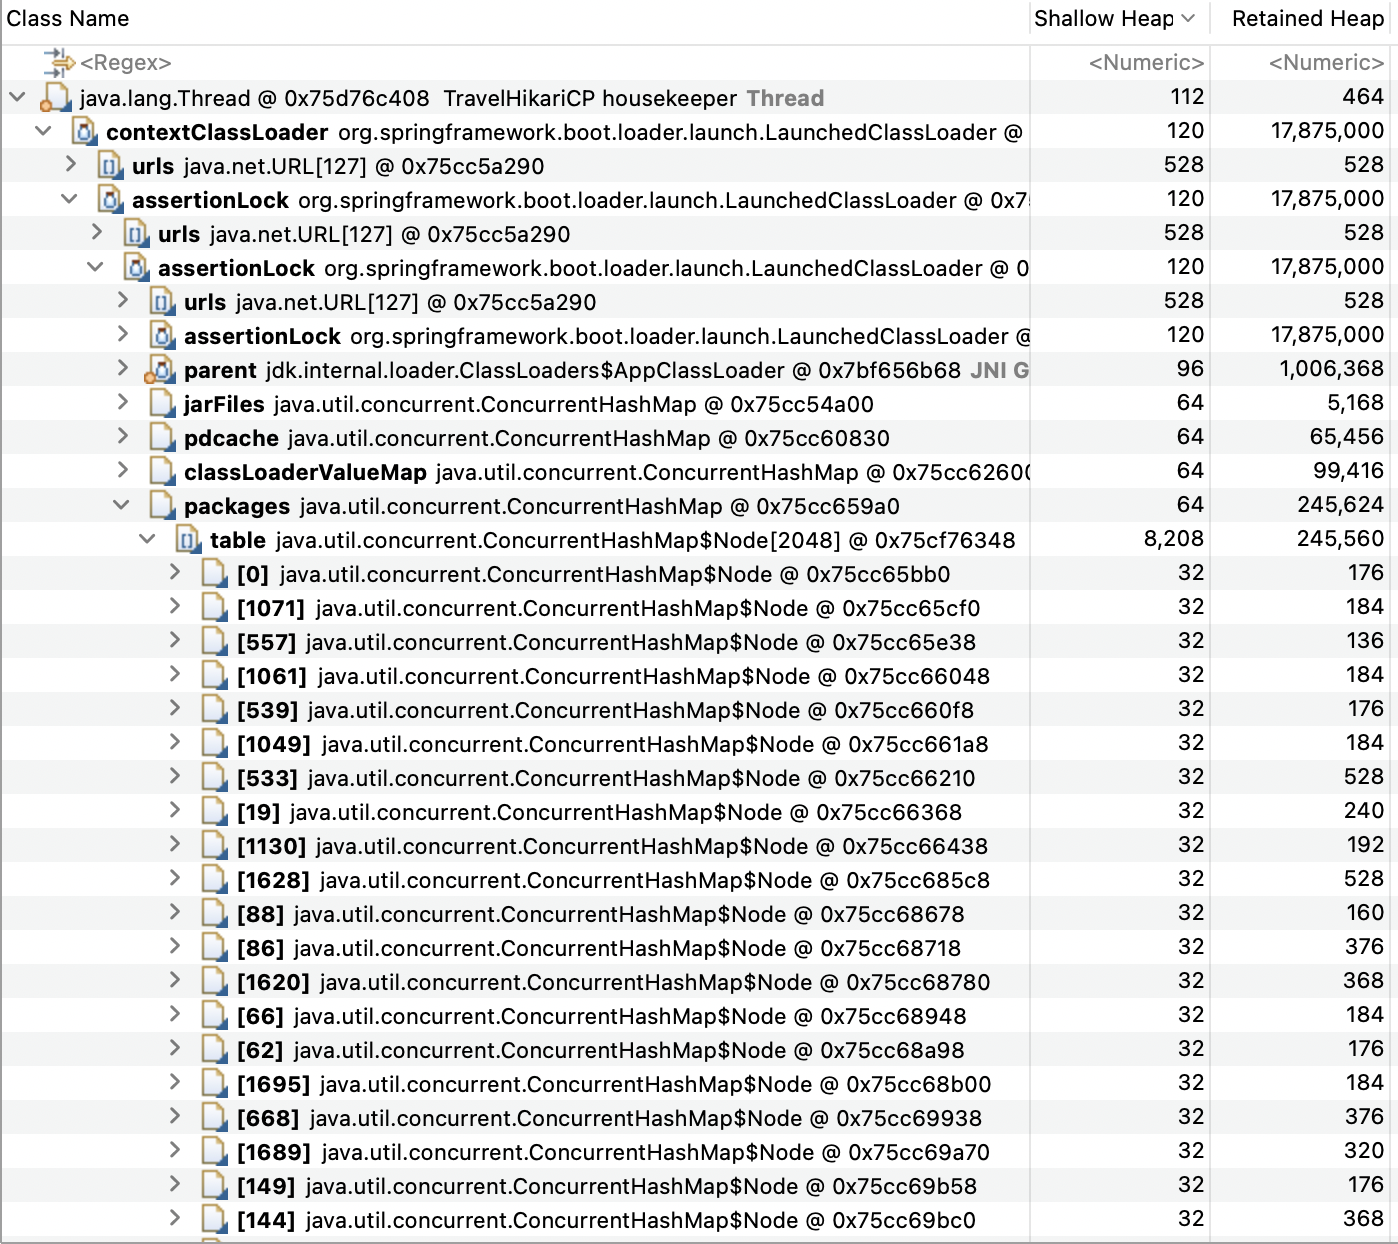 Class Name Shallow Heap Retained Heap
<Regex> <Numeric> <Numeric>
java.lang.Thread @ 0x75d76c408 TravelHikariCP housekeeper Thread 112 464
contextClassLoader org.springframework.boot.loader.launch.LaunchedClassLoader @ 120 17,875,000
urls java.net.URL[127] @ 0x75cc5a290 528 528
assertionLock org.springframework.boot.loader.launch.LaunchedClassLoader @ 0x7 120 17,875,000
urls java.net.URL[127] @ 0x75cc5a290 528 528
assertionLock org.springframework.boot.loader.launch.LaunchedClassLoader @ 0 120 17,875,000
urls java.net.URL[127] @ 0x75cc5a290 528 528
assertionLock org.springframework.boot.loader.launch.LaunchedClassLoader @ 120 17,875,000
parent jdk.internal.loader.ClassLoaders$AppClassLoader @ 0x7bf656b68 JNI G 96 1,006,368
jarFiles java.util.concurrent.ConcurrentHashMap @ 0x75cc54a00 64 5,168
pdcache java.util.concurrent.ConcurrentHashMap @ 0x75cc60830 64 65,456
classLoaderValueMap java.util.concurrent.ConcurrentHashMap @ 0x75cc62600 64 99,416
packages java.util.concurrent.ConcurrentHashMap @ 0x75cc659a0 64 245,624
table java.util.concurrent.ConcurrentHashMap$Node[2048] @ 0x75cf76348 8,208 245,560
[0] java.util.concurrent.ConcurrentHashMap$Node @ 0x75cc65bb0 32 176
[1071] java.util.concurrent.ConcurrentHashMap$Node @ 0x75cc65cf0 32 184
[557] java.util.concurrent.ConcurrentHashMap$Node @ 0x75cc65e38 32 136
[1061] java.util.concurrent.ConcurrentHashMap$Node @ 0x75cc66048 32 184
[539] java.util.concurrent.ConcurrentHashMap$Node @ 0x75cc660f8 32 176
[1049] java.util.concurrent.ConcurrentHashMap$Node @ 0x75cc661a8 32 184
[533] java.util.concurrent.ConcurrentHashMap$Node @ 0x75cc66210 32 528
[19] java.util.concurrent.ConcurrentHashMap$Node @ 0x75cc66368 32 240
[1130] java.util.concurrent.ConcurrentHashMap$Node @ 0x75cc66438 32 192
[1628] java.util.concurrent.ConcurrentHashMap$Node @ 0x75cc685c8 32 528
[88] java.util.concurrent.ConcurrentHashMap$Node @ 0x75cc68678 32 160
[86] java.util.concurrent.ConcurrentHashMap$Node @ 0x75cc68718 32 376
[1620] java.util.concurrent.ConcurrentHashMap$Node @ 0x75cc68780 32 368
[66] java.util.concurrent.ConcurrentHashMap$Node @ 0x75cc68948 32 184
[62] java.util.concurrent.ConcurrentHashMap$Node @ 0x75cc68a98 32 176
[1695] java.util.concurrent.ConcurrentHashMap$Node @ 0x75cc68b00 32 184
[668] java.util.concurrent.ConcurrentHashMap$Node @ 0x75cc69938 32 376
[1689] java.util.concurrent.ConcurrentHashMap$Node @ 0x75cc69a70 32 320
[149] java.util.concurrent.ConcurrentHashMap$Node @ 0x75cc69b58 32 176
[144] java.util.concurrent.ConcurrentHashMap$Node @ 0x75cc69bc0 32 368